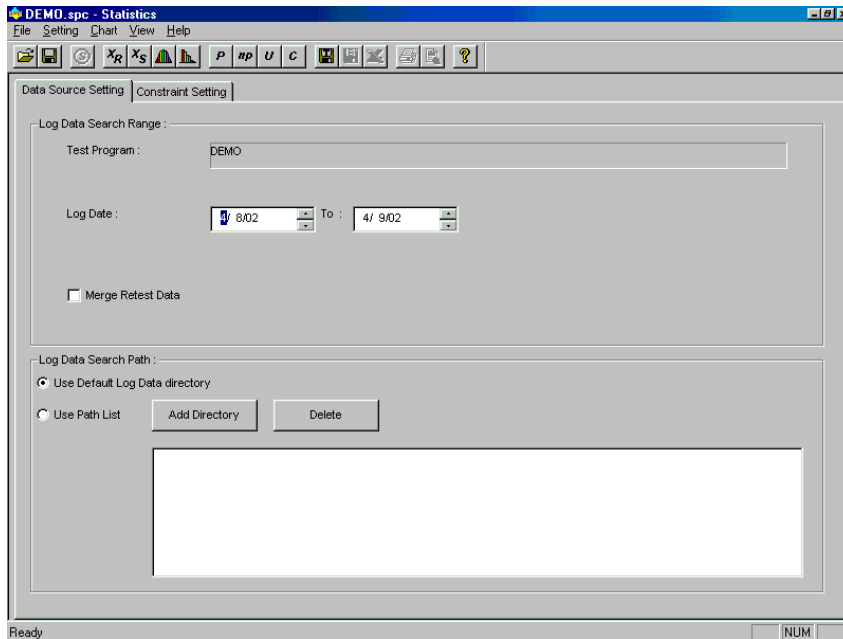 DEMO.spc - Statistics
File Setting Chart View Help
S XR XS P np U C ?
Data Source Setting Constraint Setting
Log Data Search Range :
Test Program : DEMO
Log Date : 4/ 8/02 To : 4/ 9/02
Merge Retest Data
Log Data Search Path :
Use Default Log Data directory
Use Path List Add Directory Delete
Ready NUM